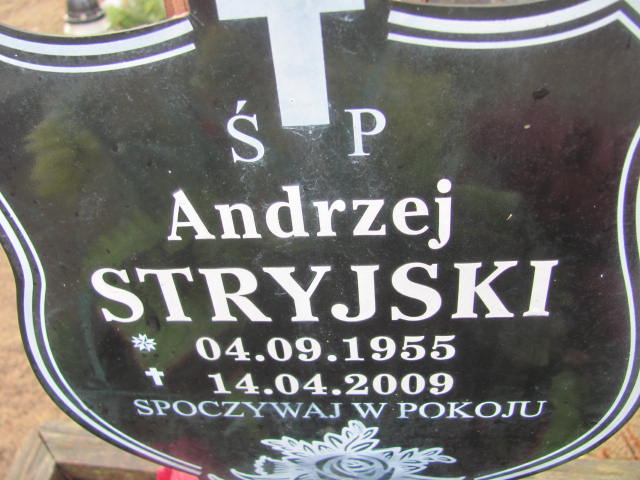 Ś P
Andrzej
STRYJSKI
04.09.1955
14.04.2009
SPOCZYWAJ W POKOJU